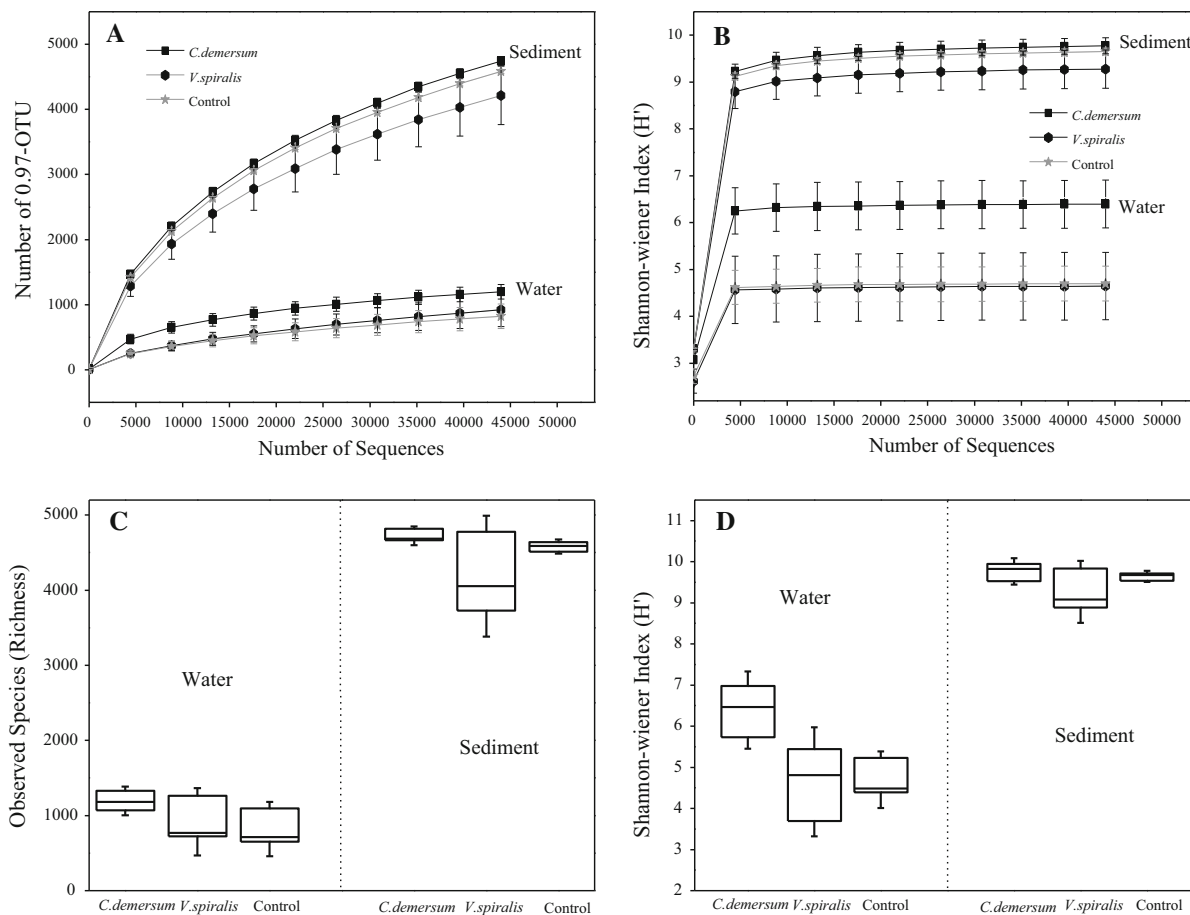 A
C.demersum
V.spiralis
Control
Sediment
Water
5000
4000
3000
2000
1000
0
Number of 0.97-OTU
0 5000 10000 15000 20000 25000 30000 35000 40000 45000 50000
Number of Sequences
B
Sediment
C.demersum
V.spiralis
Control
Water
10
9
8
7
6
5
4
3
Shannon-wiener Index (H')
0 5000 10000 15000 20000 25000 30000 35000 40000 45000 50000
Number of Sequences
C
Water
Sediment
5000
4000
3000
2000
1000
0
Observed Species (Richness)
C.demersum V.spiralis Control C.demersum V.spiralis Control
D
Water
Sediment
11
10
9
8
7
6
5
4
3
2
Shannon-wiener Index (H')
C.demersum V.spiralis Control C.demersum V.spiralis Control